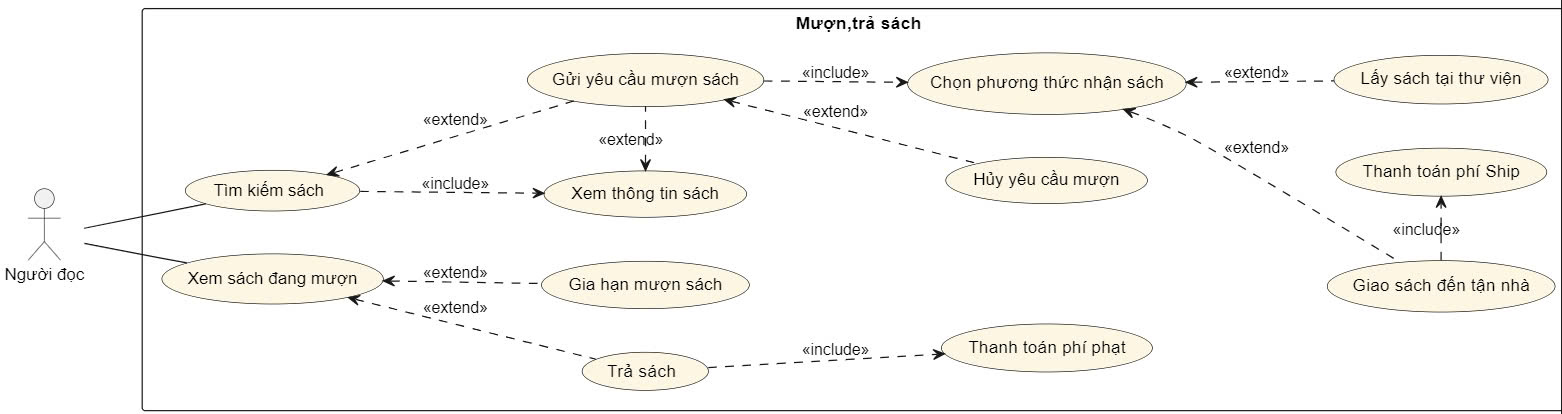 Mượn,trả sách
Gửi yêu cầu mượn sách
«include»
Chọn phương thức nhận sách
«extend»
Lấy sách tại thư viện
«extend»
«extend»
«extend»
«extend»
Tìm kiếm sách
«include»
Xem thông tin sách
Hủy yêu cầu mượn
Thanh toán phí Ship
«include»
Người đọc
Xem sách đang mượn
«extend»
Gia hạn mượn sách
Giao sách đến tận nhà
«extend»
Trả sách
«include»
Thanh toán phí phạt